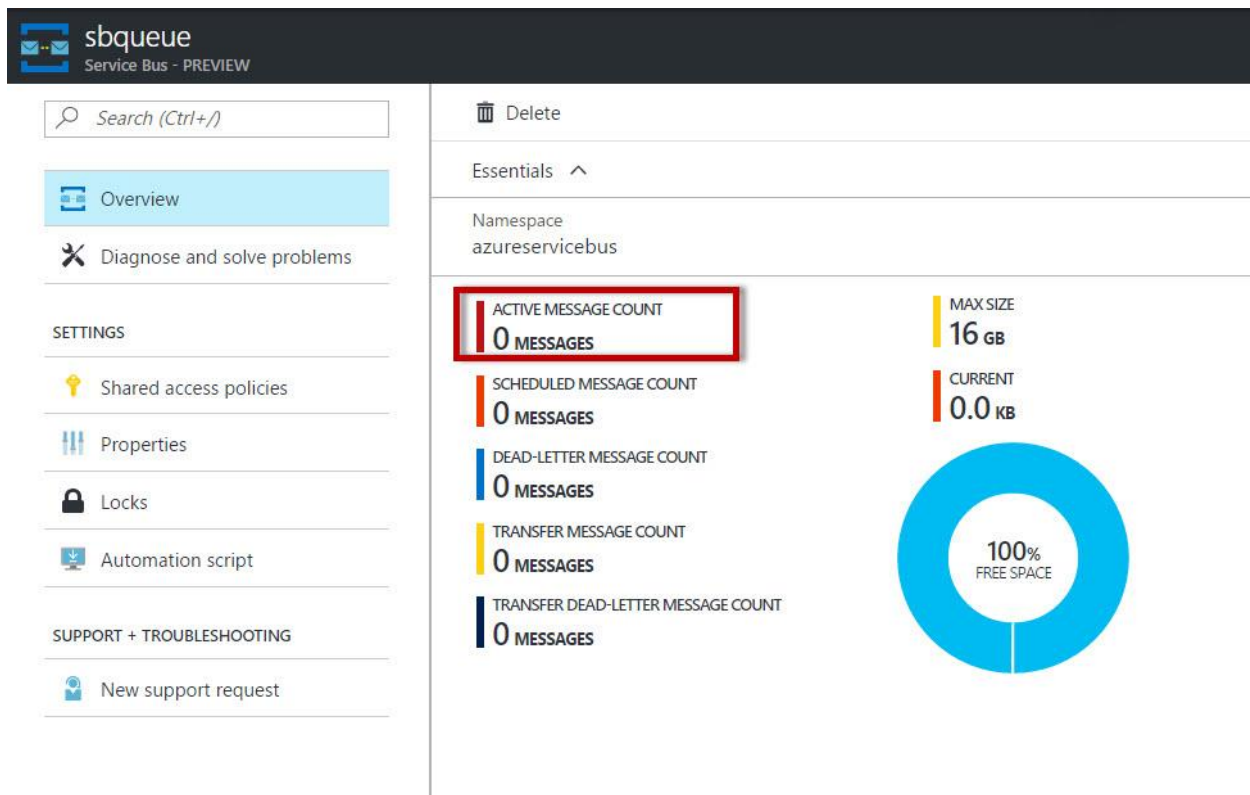 sbqueue
Service Bus - PREVIEW
Search (Ctrl+/)
Overview
Diagnose and solve problems
SETTINGS
Shared access policies
Properties
Locks
Automation script
SUPPORT + TROUBLESHOOTING
New support request
Delete
Essentials
Namespace
azureservicebus
ACTIVE MESSAGE COUNT
0 MESSAGES
SCHEDULED MESSAGE COUNT
0 MESSAGES
DEAD-LETTER MESSAGE COUNT
0 MESSAGES
TRANSFER MESSAGE COUNT
0 MESSAGES
TRANSFER DEAD-LETTER MESSAGE COUNT
0 MESSAGES
MAX SIZE
16 GB
CURRENT
0.0 KB
100%
FREE SPACE